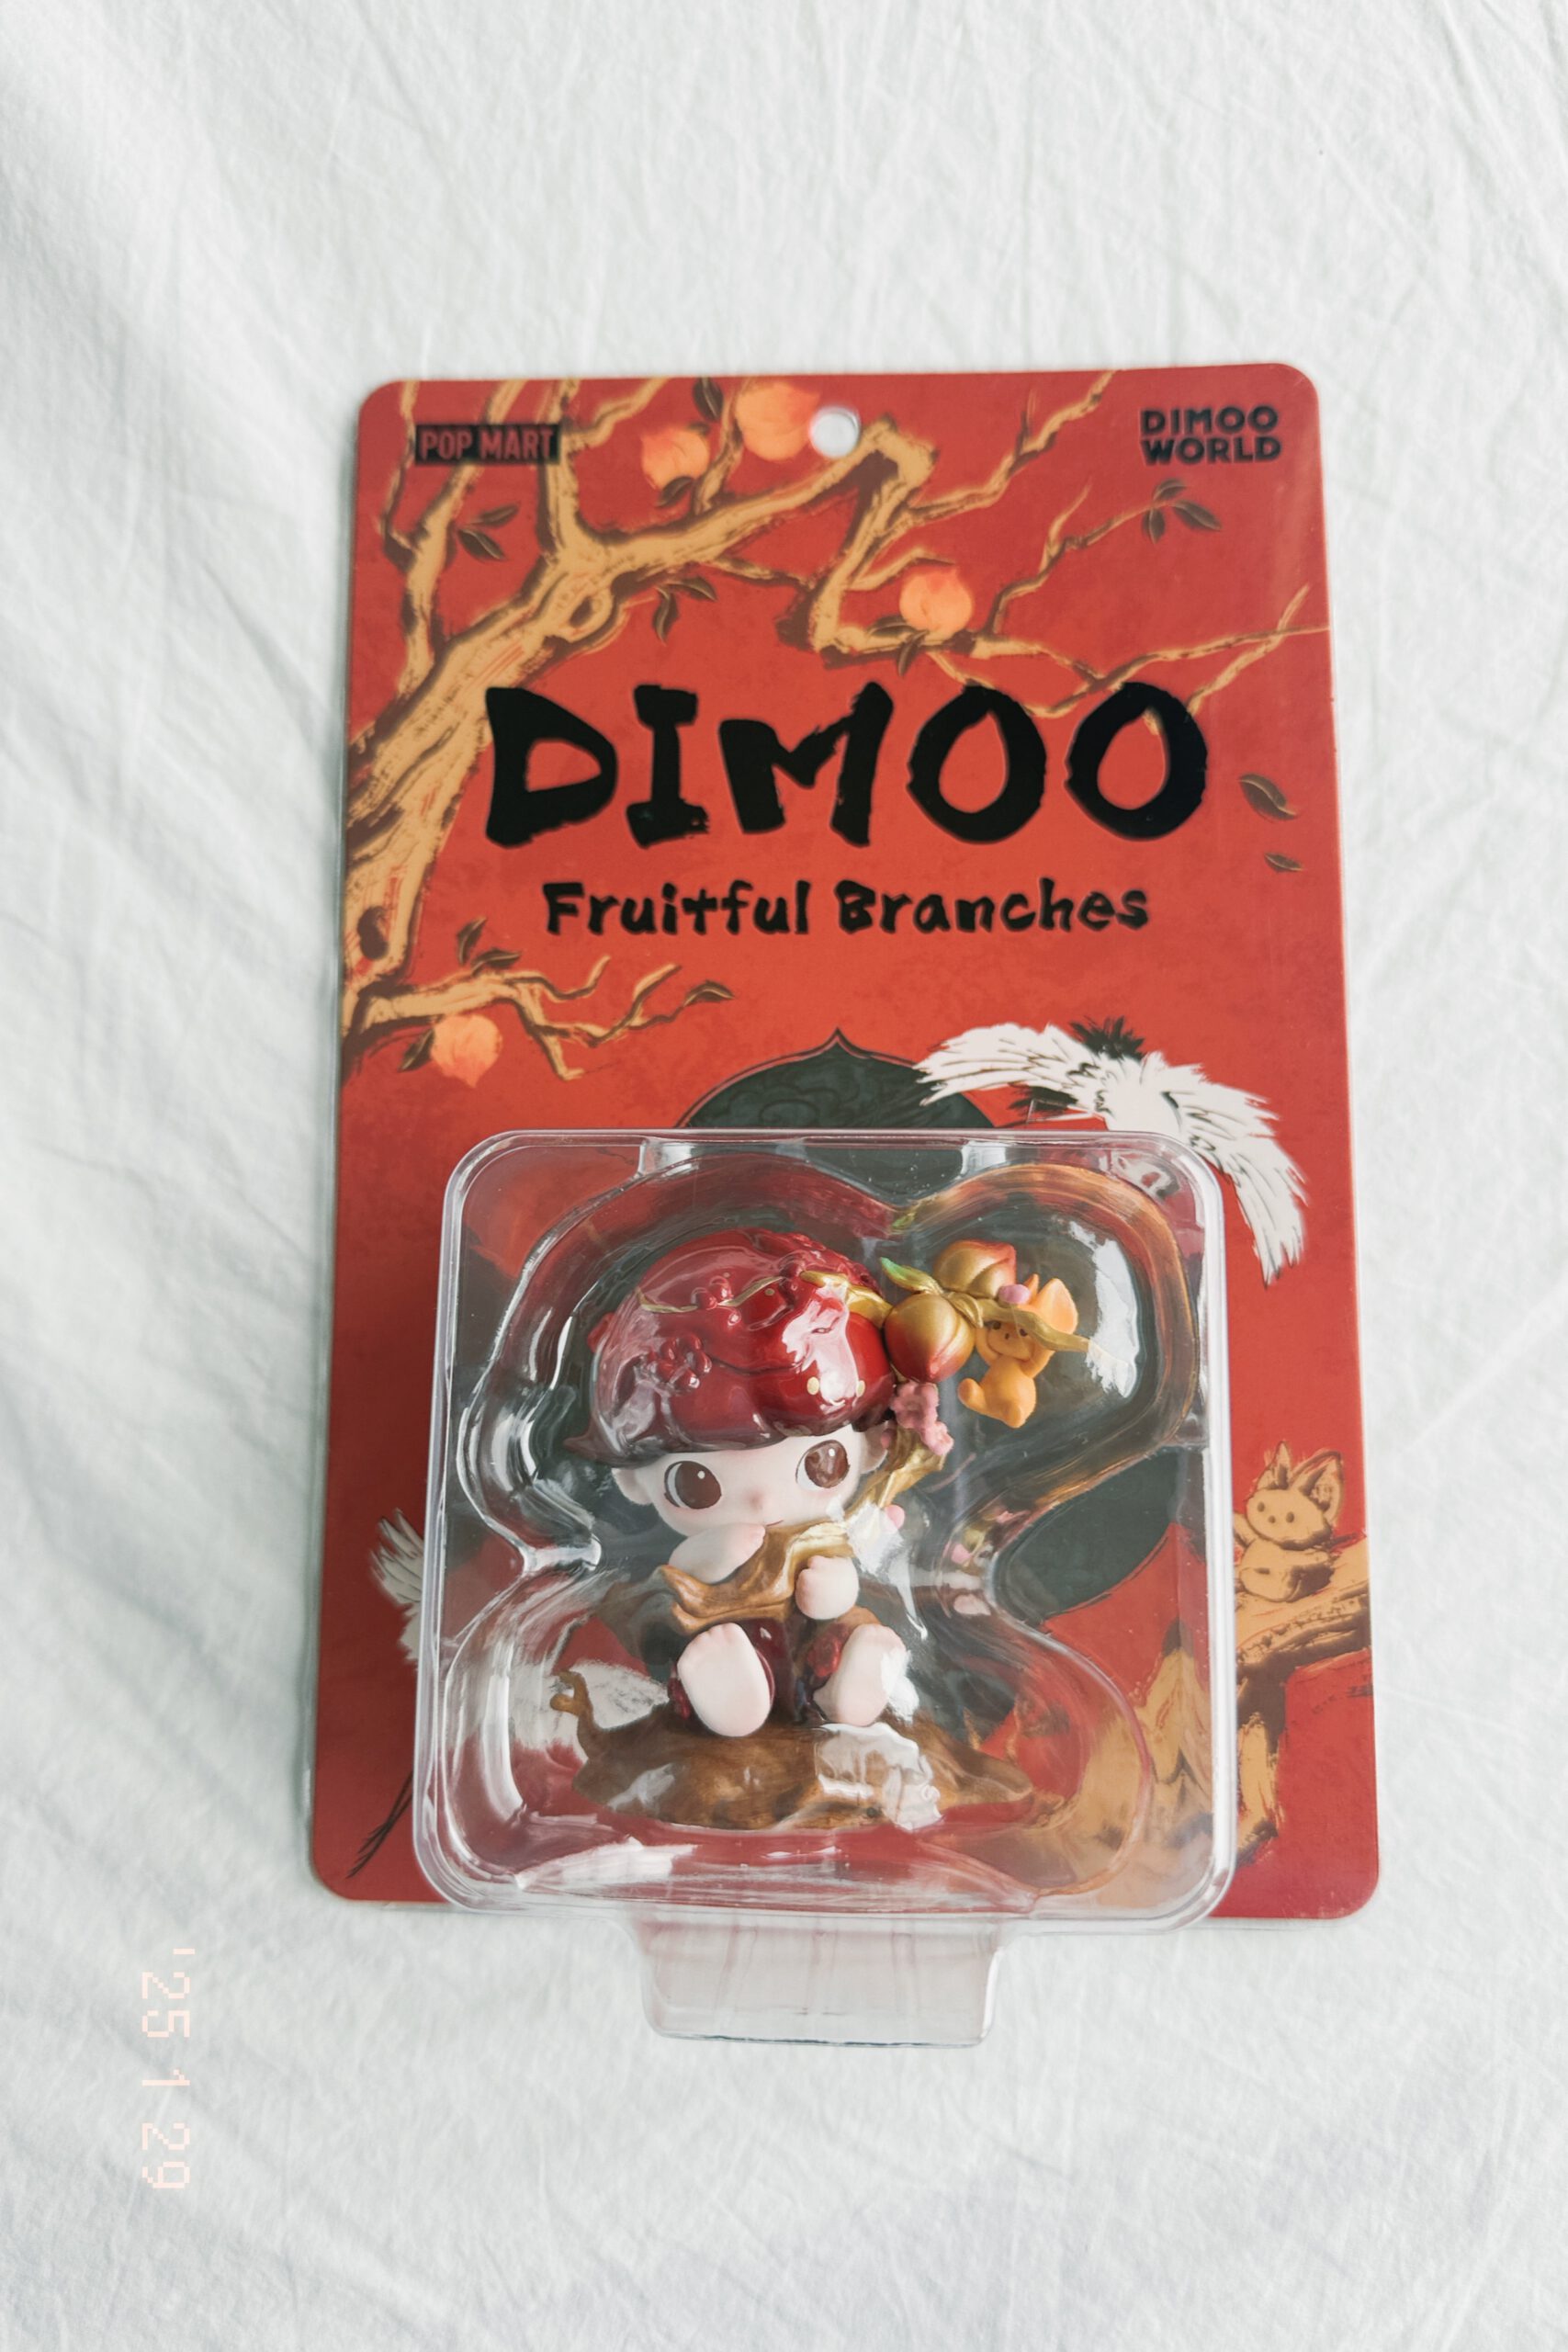 POP MART
DIMOO
WORLD
DIMOO
Fruitful Branches
'25 1 29